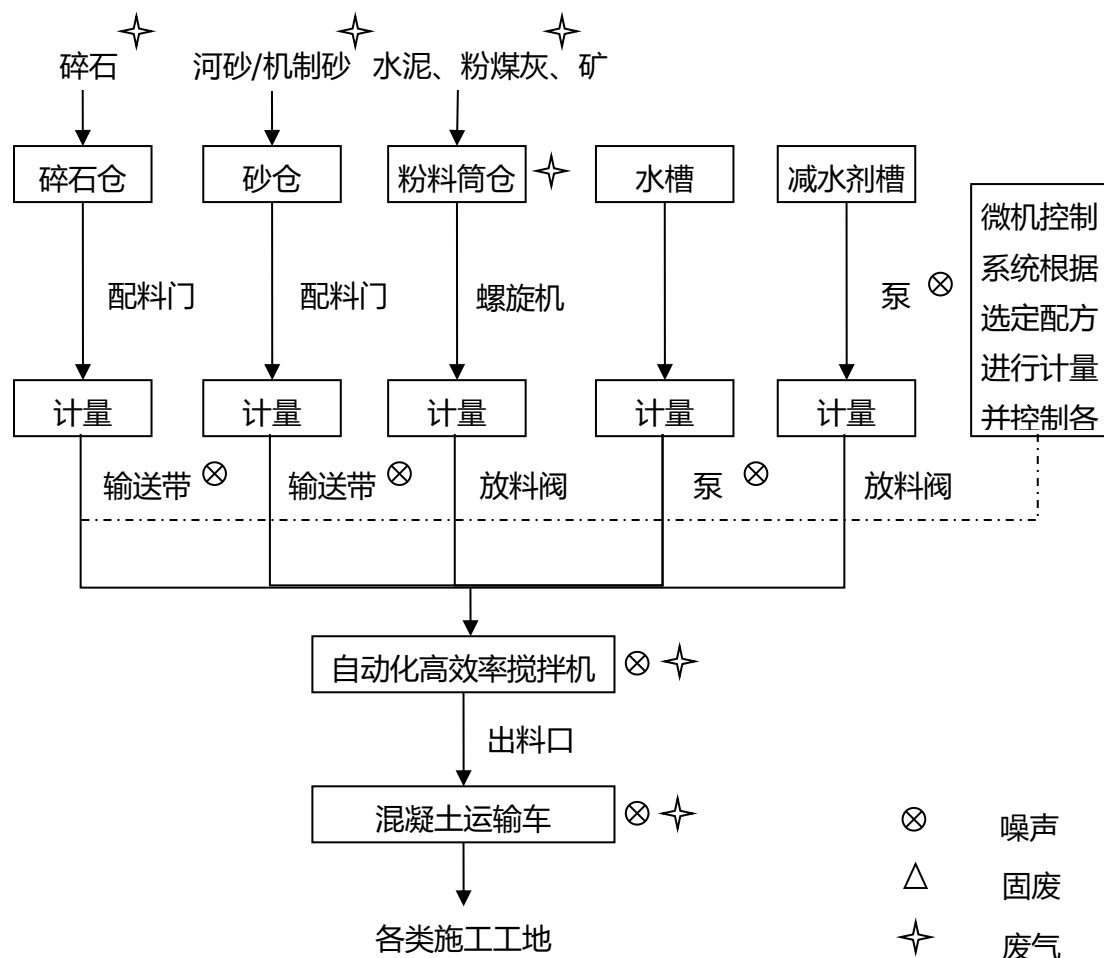 碎石
河砂/机制砂
水泥、粉煤灰、矿
碎石仓
砂仓
粉料筒仓
水槽
减水剂槽
微机控制
系统根据
选定配方
进行计量
并控制各
配料门
配料门
螺旋机
泵
计量
计量
计量
计量
计量
输送带
输送带
放料阀
泵
放料阀
自动化高效率搅拌机
出料口
混凝土运输车
各类施工工地
噪声
固废
废气